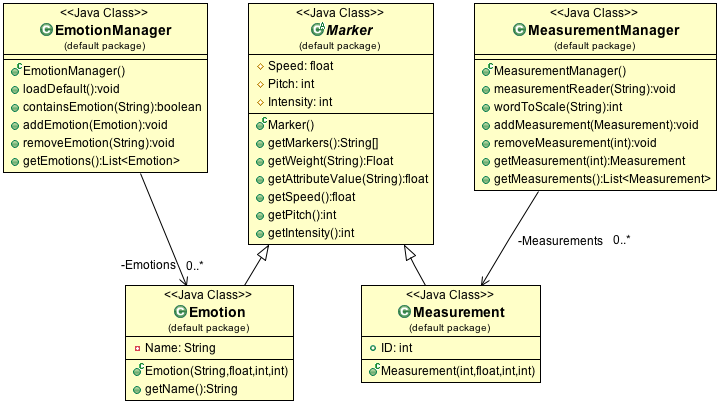 <<Java Class>>
EmotionManager
(default package)
EmotionManager()
loadDefault():void
containsEmotion(String):boolean
addEmotion(Emotion):void
removeEmotion(String):void
getEmotions():List<Emotion>
<<Java Class>>
Marker
(default package)
Speed: float
Pitch: int
Intensity: int
Marker()
getMarkers():String[]
getWeight(String):Float
getAttributeValue(String):float
getSpeed():float
getPitch():int
getIntensity():int
<<Java Class>>
MeasurementManager
(default package)
MeasurementManager()
measurementReader(String):void
wordToScale(String):int
addMeasurement(Measurement):void
removeMeasurement(int):void
getMeasurement(int):Measurement
getMeasurements():List<Measurement>
-Emotions 0..*
-Measurements 0..*
<<Java Class>>
Emotion
(default package)
Name: String
Emotion(String,float,int,int)
getName():String
<<Java Class>>
Measurement
(default package)
ID: int
Measurement(int,float,int,int)